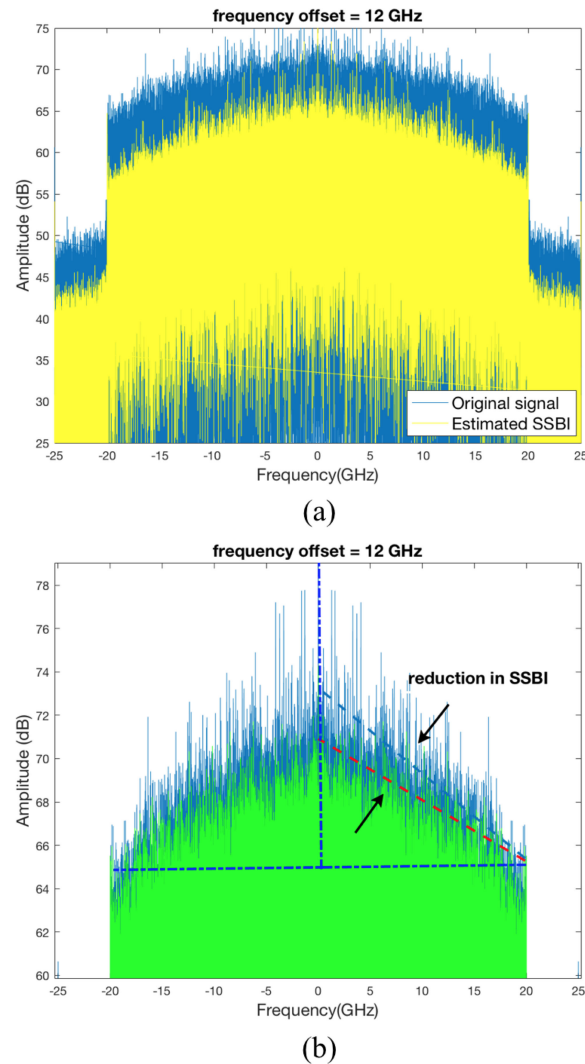 frequency offset = 12 GHz
75
70
65
60
55
50
45
40
35
30
25
Amplitude (dB)
Original signal
Estimated SSBI
-25 -20 -15 -10 -5 0 5 10 15 20 25
Frequency(GHz)
(a)
frequency offset = 12 GHz
78
76
74
72
70
68
66
64
62
60
Amplitude (dB)
reduction in SSBI
-25 -20 -15 -10 -5 0 5 10 15 20 25
Frequency(GHz)
(b)